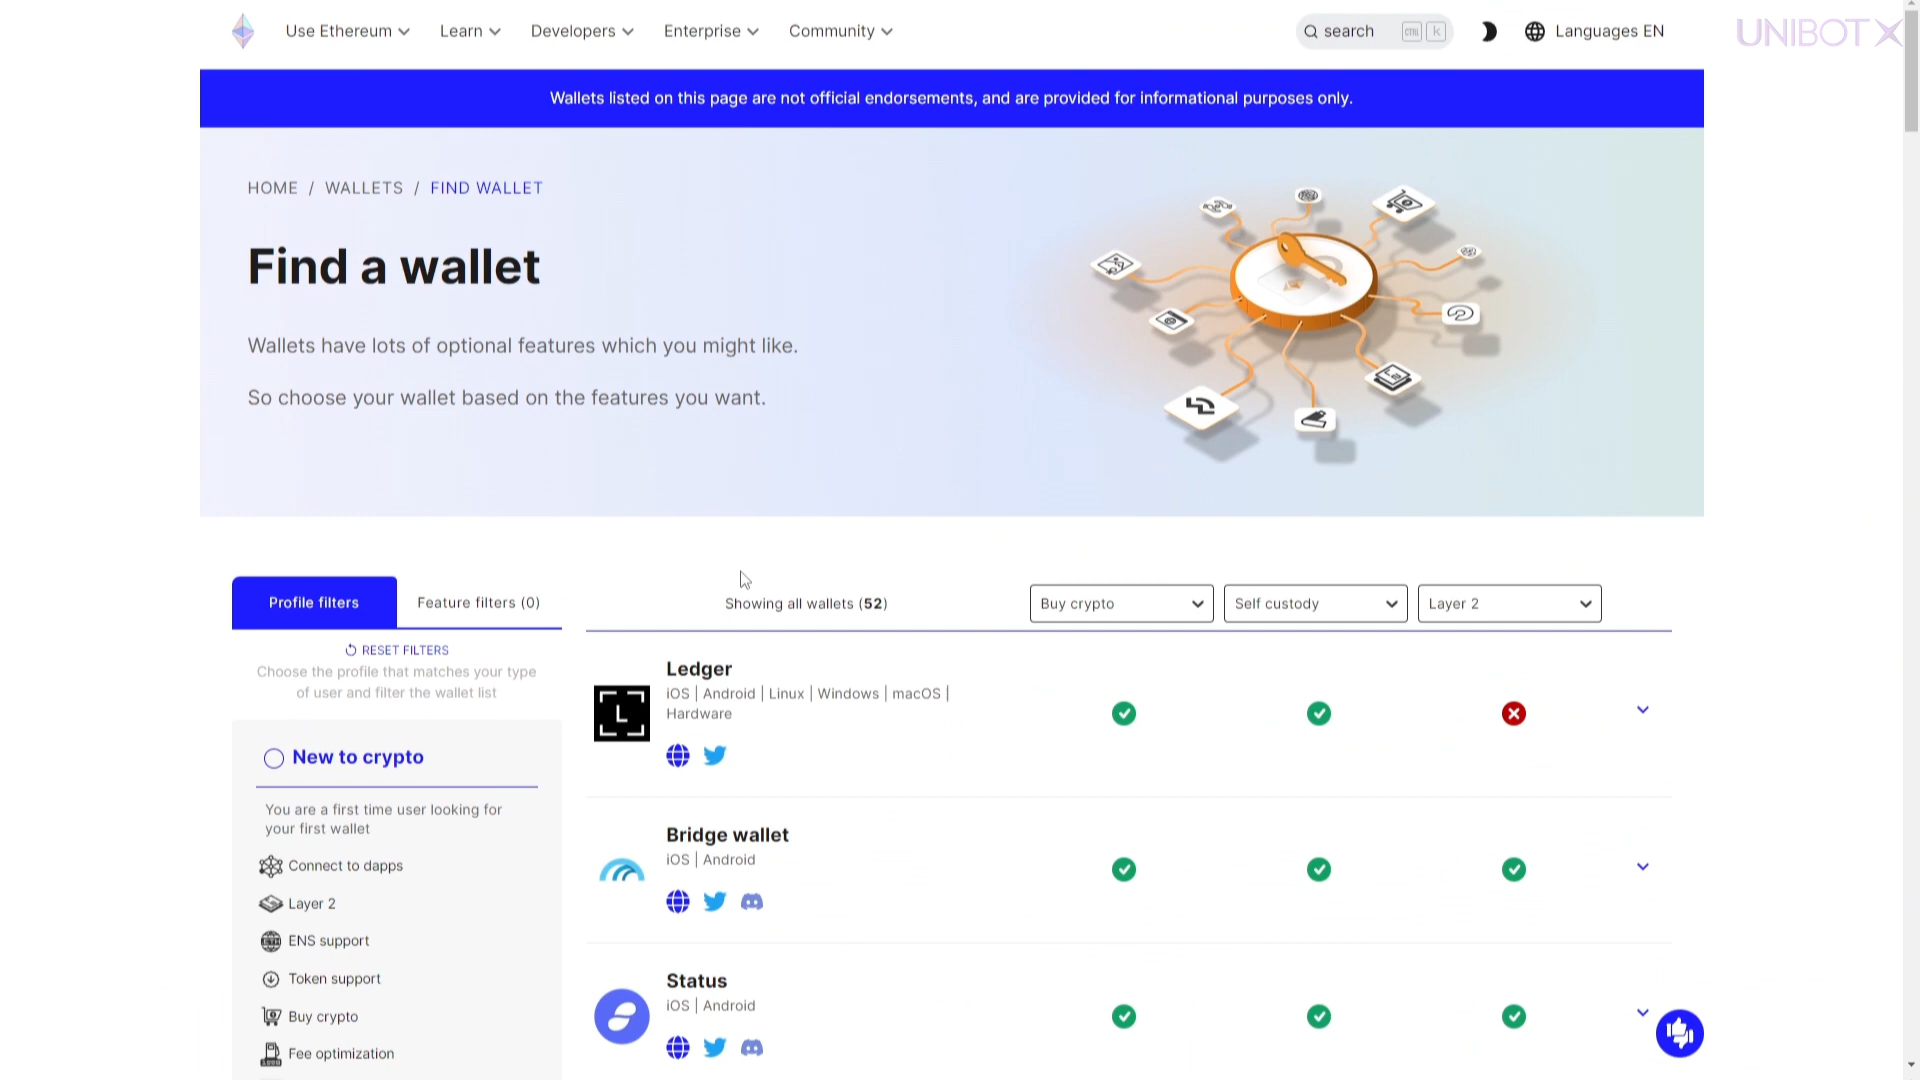 Use Ethereum Learn Developers Enterprise Community search CTRL k Languages EN
UNIBOT X
Wallets listed on this page are not official endorsements, and are provided for informational purposes only.
HOME / WALLETS / FIND WALLET
Find a wallet
Wallets have lots of optional features which you might like.
So choose your wallet based on the features you want.
Profile filters Feature filters (0)
RESET FILTERS
Choose the profile that matches your type
of user and filter the wallet list
New to crypto
You are a first time user looking for
your first wallet
Connect to dapps
Layer 2
ENS support
Token support
Buy crypto
Fee optimization
Showing all wallets (52) Buy crypto Self custody Layer 2
Ledger
iOS | Android | Linux | Windows | macOS |
Hardware
L
Bridge wallet
iOS | Android
Status
iOS | Android